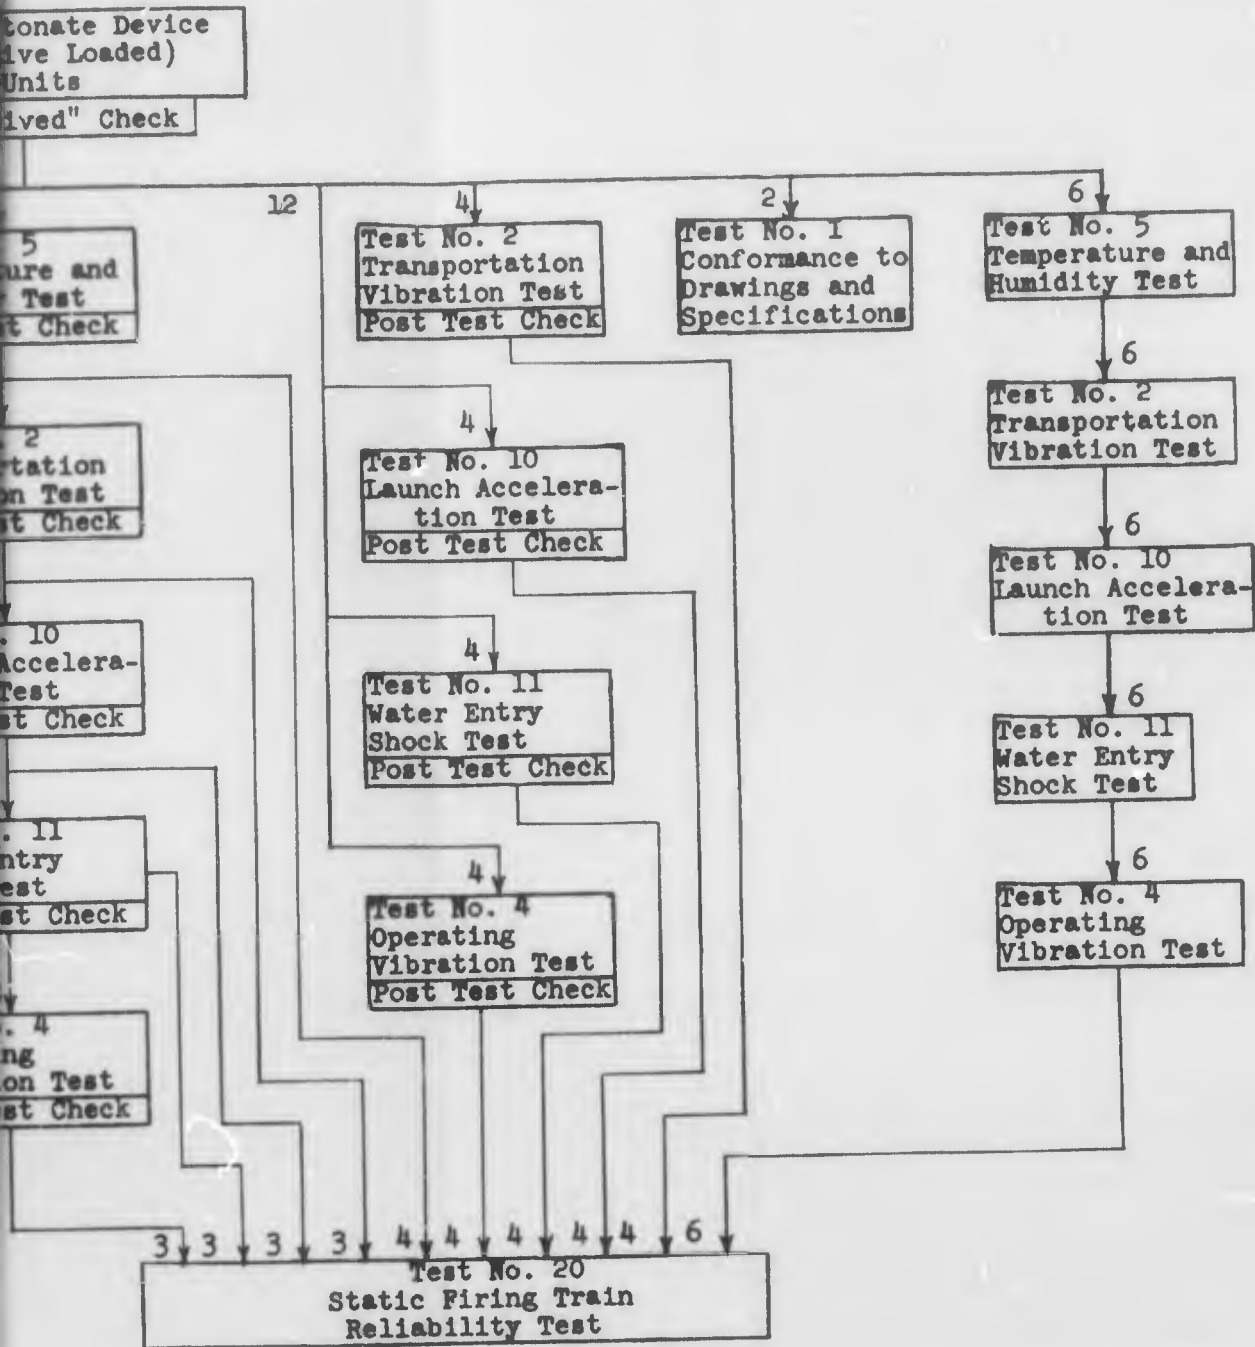 tonate Device
ive Loaded)
Units
ived" Check
12
4
2
6
5
ure and
Test
st Check
Test No. 2
Transportation
Vibration Test
Post Test Check
Test No. 1
Conformance to
Drawings and
Specifications
Test No. 5
Temperature and
Humidity Test
6
. 2
rtation
on Test
st Check
4
Test No. 10
Launch Accelera-
tion Test
Post Test Check
Test No. 2
Transportation
Vibration Test
6
. 10
Accelera-
Test
st Check
4
Test No. 11
Water Entry
Shock Test
Post Test Check
Test No. 10
Launch Accelera-
tion Test
6
. 11
ntry
est
st Check
4
Test No. 4
Operating
Vibration Test
Post Test Check
Test No. 11
Water Entry
Shock Test
6
. 4
ng
on Test
st Check
Test No. 4
Operating
Vibration Test
3 3 3 3 4 4 4 4 4 6
Test No. 20
Static Firing Train
Reliability Test